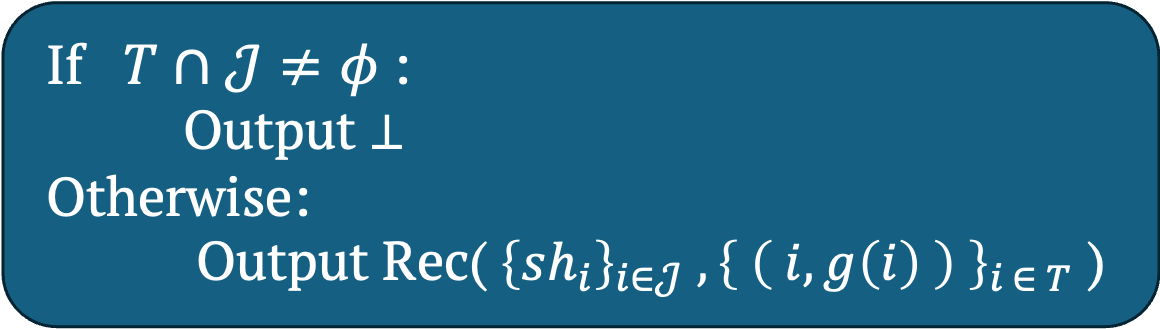 If T ∩ 𝒥 ≠ ϕ :
Output ⊥
Otherwise:
Output Rec( {sh_i}_{i∈𝒥} , { ( i, g(i) ) }_{i ∈ T} )